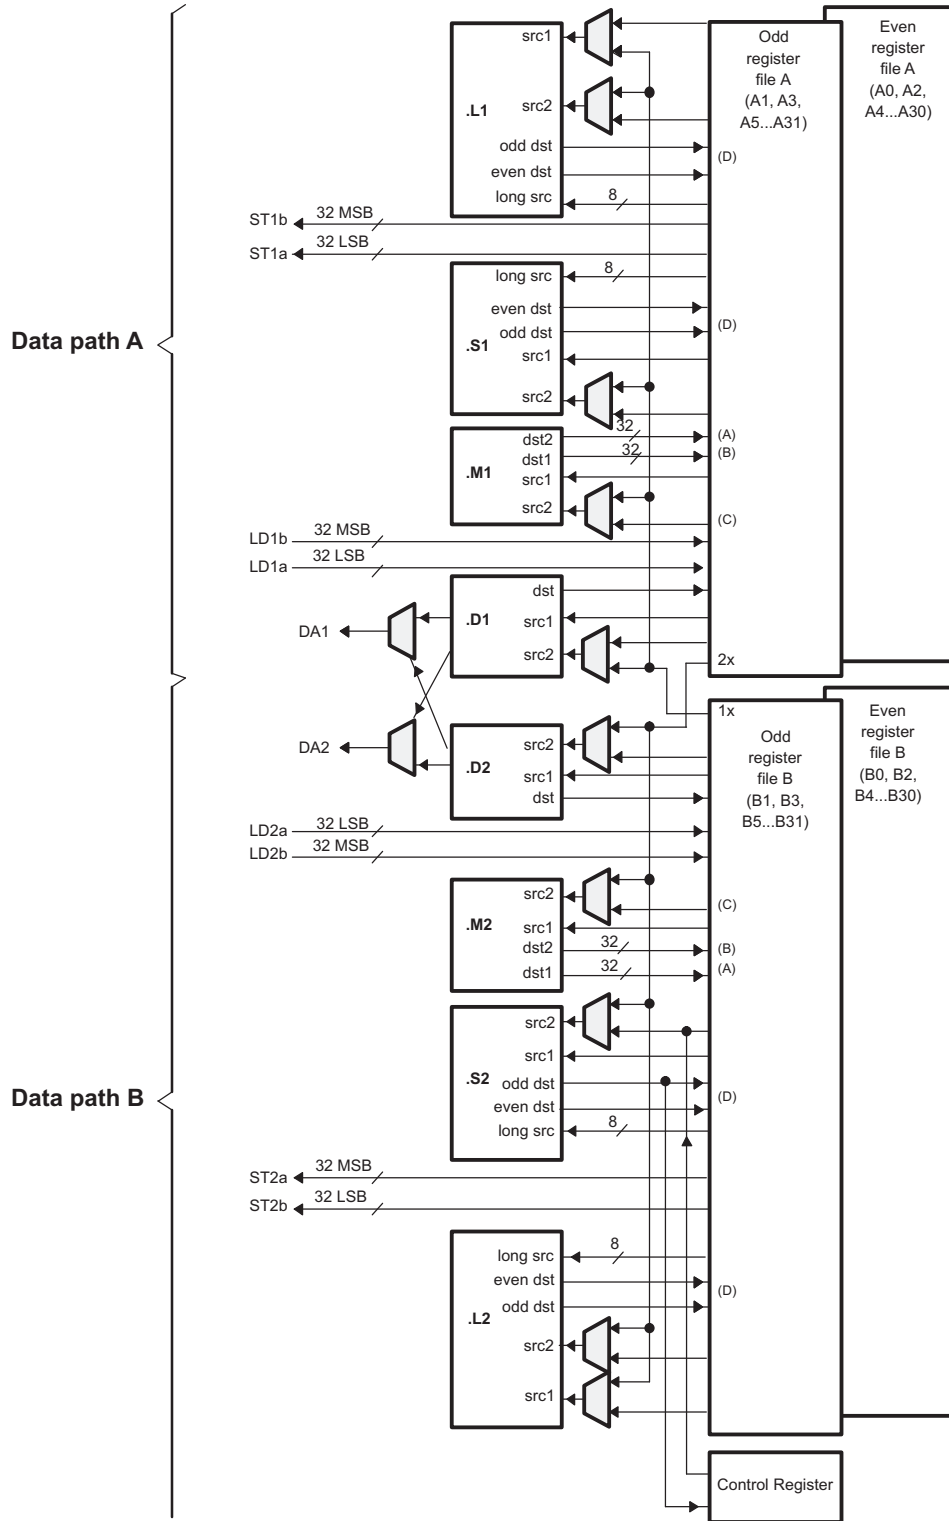 Even
register
file A
(A0, A2,
A4...A30)
Odd
register
file A
(A1, A3,
A5...A31)
src1
.L1
src2
odd dst
(D)
even dst
long src
8
ST1b
32 MSB
ST1a
32 LSB
long src
8
even dst
(D)
odd dst
.S1
src1
src2
Data path A
32
dst2
(A)
dst1
32
(B)
.M1
src1
src2
(C)
LD1b
32 MSB
LD1a
32 LSB
dst
.D1
src1
DA1
src2
2x
1x
Even
register
file B
(B0, B2,
B4...B30)
Odd
register
file B
(B1, B3,
B5...B31)
DA2
src2
.D2
src1
dst
LD2a
32 LSB
LD2b
32 MSB
src2
(C)
.M2
src1
dst2
32
(B)
dst1
32
(A)
src2
src1
.S2
odd dst
(D)
even dst
long src
8
Data path B
ST2a
32 MSB
ST2b
32 LSB
long src
8
even dst
(D)
odd dst
.L2
src2
src1
Control Register